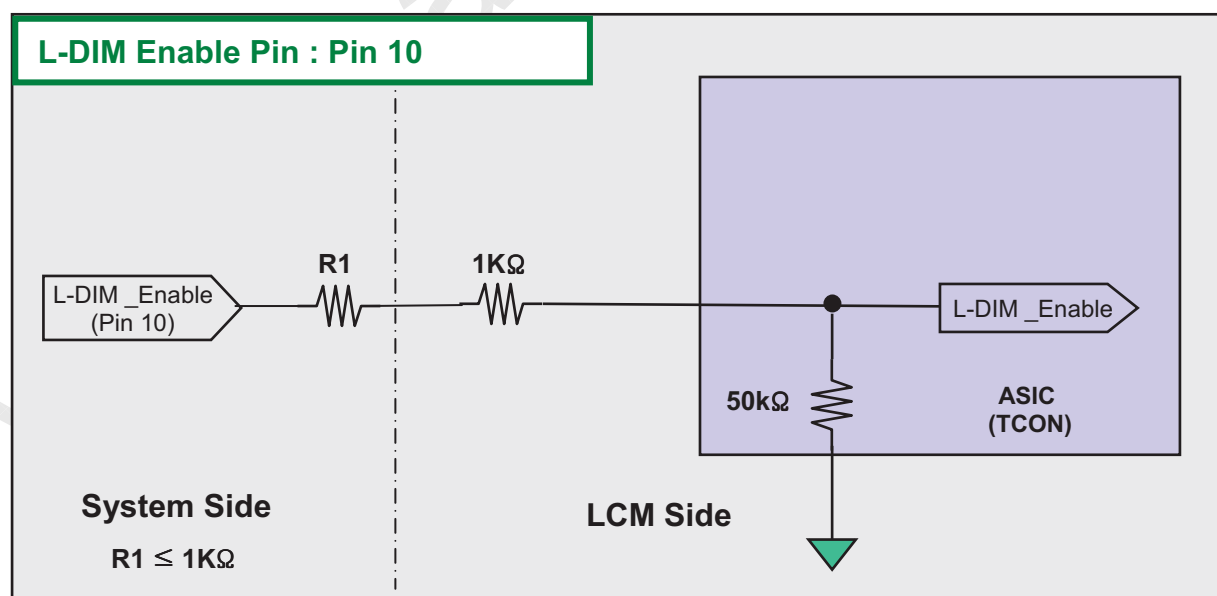 L-DIM Enable Pin : Pin 10
R1
1KΩ
L-DIM _Enable
(Pin 10)
L-DIM _Enable
50kΩ
ASIC
(TCON)
System Side
LCM Side
R1 ≤ 1KΩ